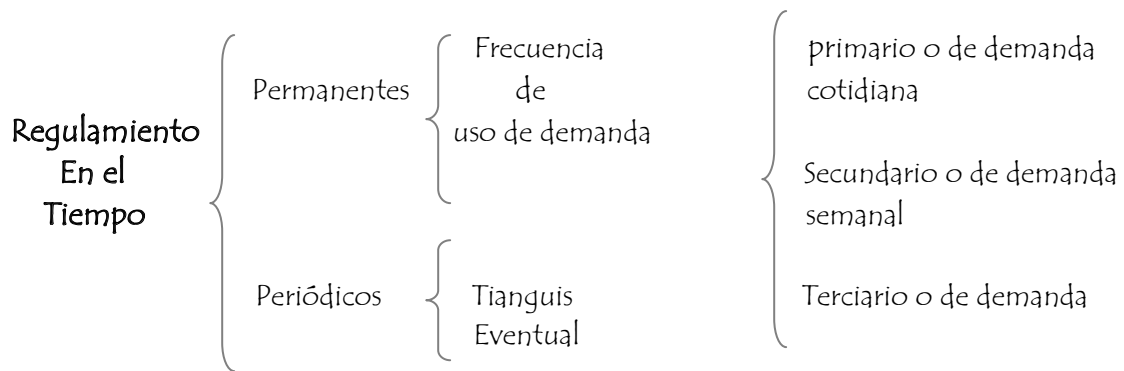 Regulamiento
En el
Tiempo
Permanentes
Frecuencia
de
uso de demanda
primario o de demanda
cotidiana
Secundario o de demanda
semanal
Terciario o de demanda
Periódicos
Tianguis
Eventual